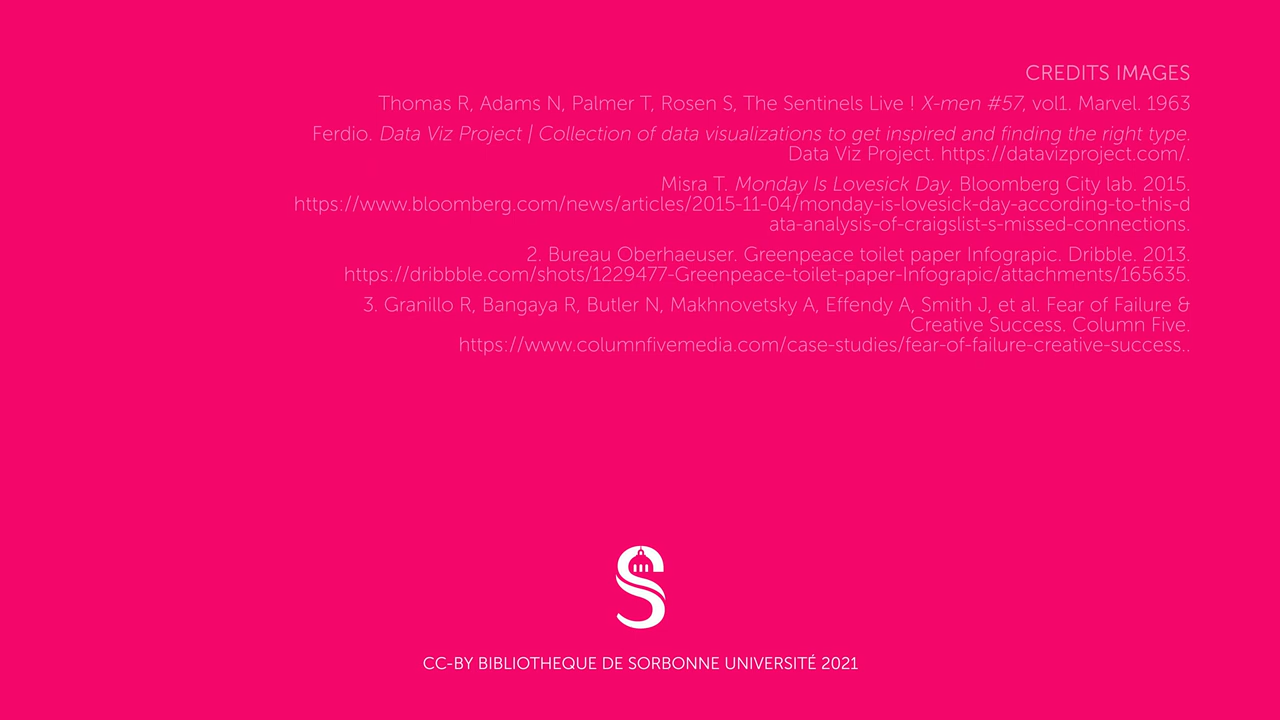 CREDITS IMAGES
Thomas R, Adams N, Palmer T, Rosen S, The Sentinels Live ! X-men #57, vol1. Marvel. 1963
Ferdio. Data Viz Project | Collection of data visualizations to get inspired and finding the right type.
Data Viz Project. https://datavizproject.com/.
Misra T. Monday Is Lovesick Day. Bloomberg City lab. 2015.
https://www.bloomberg.com/news/articles/2015-11-04/monday-is-lovesick-day-according-to-this-d
ata-analysis-of-craigslist-s-missed-connections.
2. Bureau Oberhaeuser. Greenpeace toilet paper Infograpic. Dribble. 2013.
https://dribbble.com/shots/1229477-Greenpeace-toilet-paper-Infograpic/attachments/165635.
3. Granillo R, Bangaya R, Butler N, Makhnovetsky A, Effendy A, Smith J, et al. Fear of Failure &
Creative Success. Column Five.
https://www.columnfivemedia.com/case-studies/fear-of-failure-creative-success..
CC-BY BIBLIOTHEQUE DE SORBONNE UNIVERSITÉ 2021